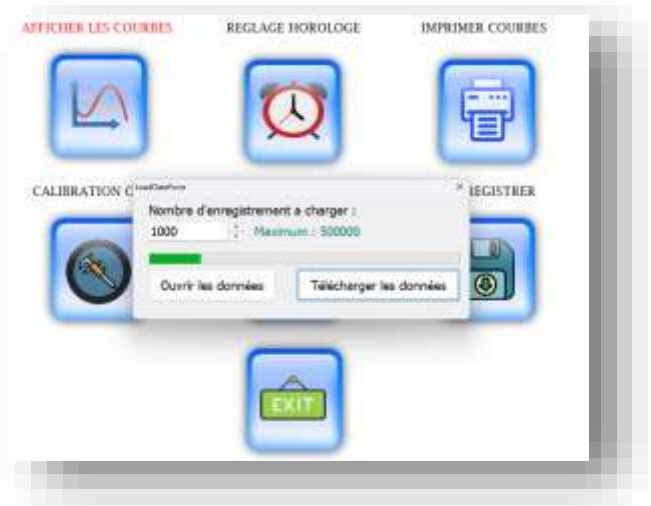 AFFICHER LES COURBES REGLAGE HOROLOGE IMPRIMER COURBES
CALIBRATION
Nombre d'enregistrement a charger :
1000 Maximum : 500000
Ouvrir les données Télécharger les données
EXIT